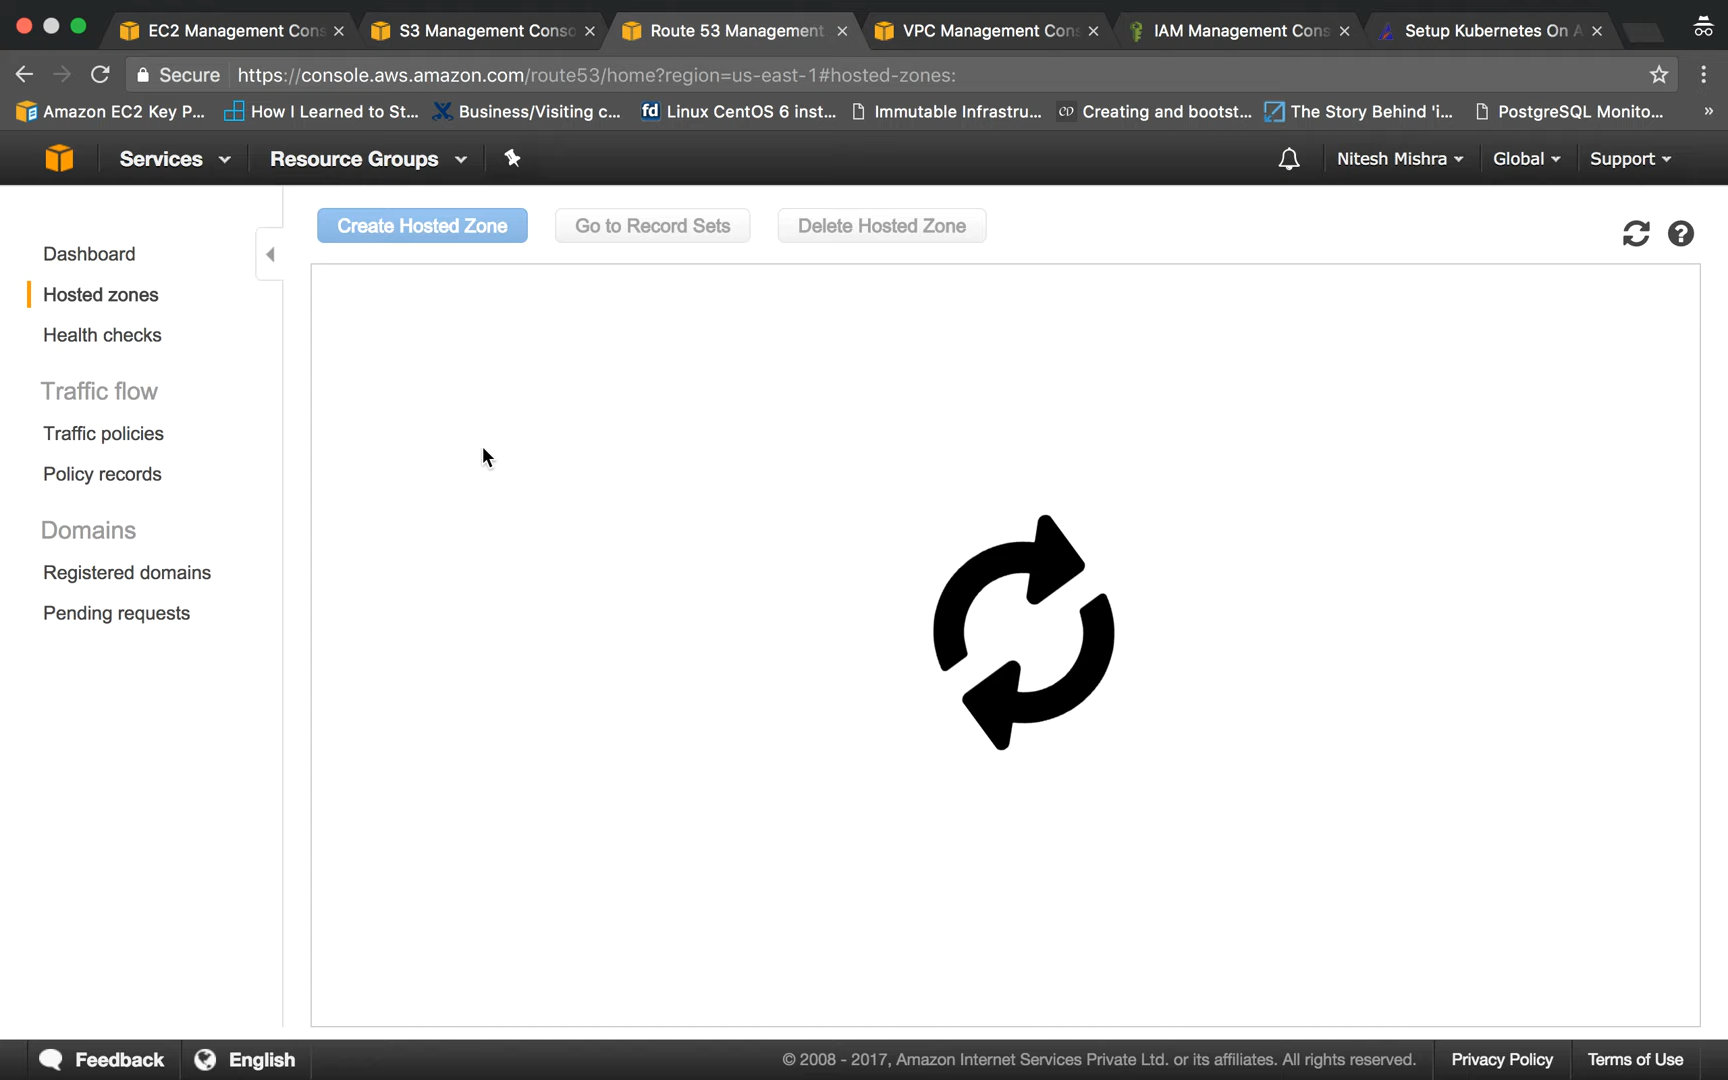 EC2 Management Cons
S3 Management Conso
Route 53 Management
VPC Management Cons
IAM Management Cons
Setup Kubernetes On A
Secure
https://console.aws.amazon.com/route53/home?region=us-east-1#hosted-zones:
Amazon EC2 Key P...
How I Learned to St...
Business/Visiting c...
fd Linux CentOS 6 inst...
Immutable Infrastru...
Creating and bootst...
The Story Behind 'i...
PostgreSQL Monito...
»
Services
Resource Groups
Nitesh Mishra
Global
Support
Create Hosted Zone
Go to Record Sets
Delete Hosted Zone
Dashboard
Hosted zones
Health checks
Traffic flow
Traffic policies
Policy records
Domains
Registered domains
Pending requests
Feedback
English
© 2008 - 2017, Amazon Internet Services Private Ltd. or its affiliates. All rights reserved.
Privacy Policy
Terms of Use